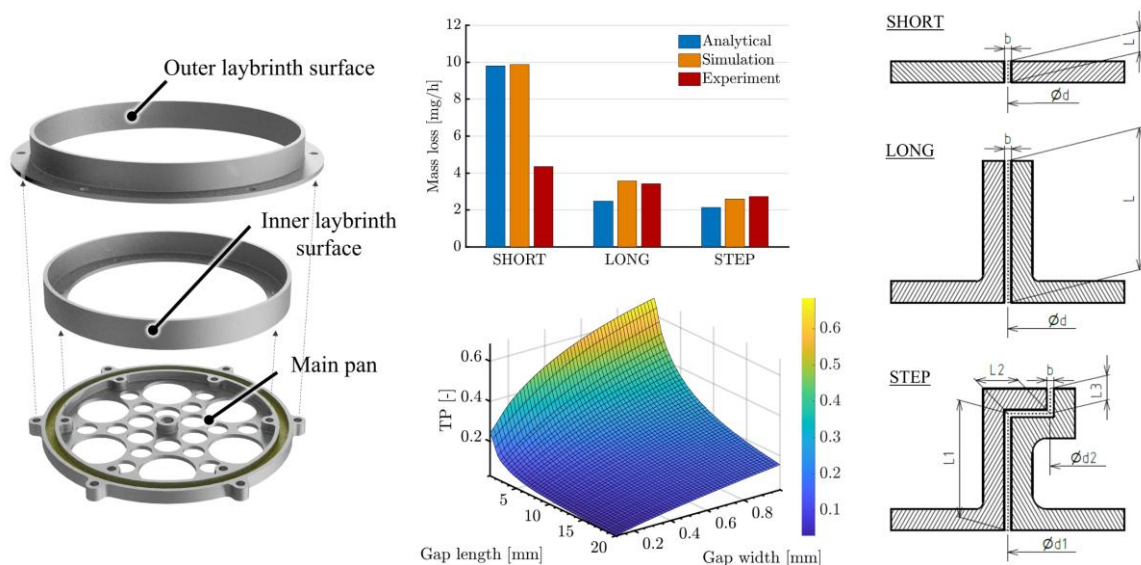 Outer laybrinth surface
Inner laybrinth
surface
Main pan
Mass loss [mg/h]
12
10
8
6
4
2
0
Analytical
Simulation
Experiment
SHORT
LONG
STEP
TP [-]
0.6
0.4
0.2
5
10
15
20
Gap length [mm]
0.2
0.4
0.6
0.8
Gap width [mm]
0.6
0.5
0.4
0.3
0.2
0.1
SHORT
b
L
Ød
LONG
b
L
Ød
STEP
L2
b
L3
L1
Ød2
Ød1